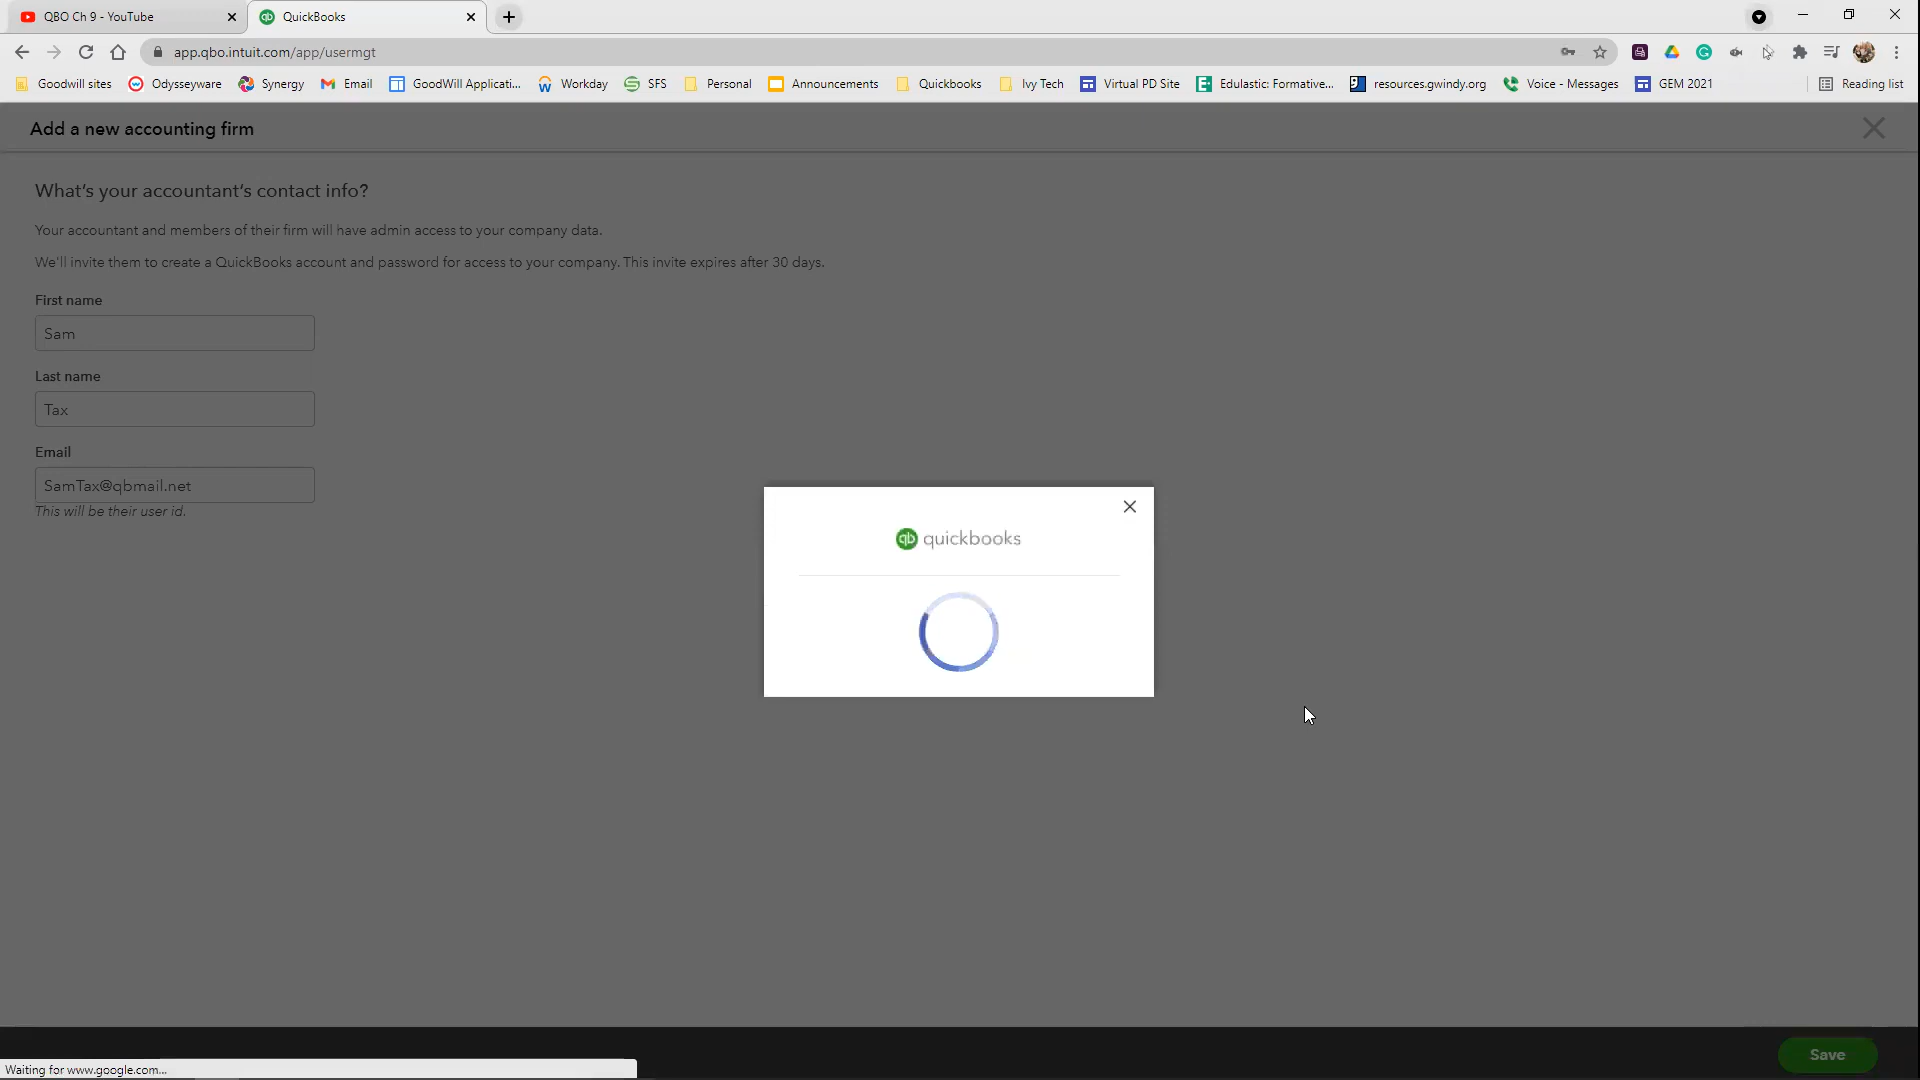 QBO Ch 9 - YouTube
QuickBooks
app.qbo.intuit.com/app/usermgt
Goodwill sites
Odysseyware
Synergy
Email
GoodWill Applicati...
Workday
SFS
Personal
Announcements
Quickbooks
Ivy Tech
Virtual PD Site
Edulastic: Formative...
resources.gwindy.org
Voice - Messages
GEM 2021
Reading list
Add a new accounting firm
What's your accountant's contact info?
Your accountant and members of their firm will have admin access to your company data.
We'll invite them to create a QuickBooks account and password for access to your company. This invite expires after 30 days.
First name
Sam
Last name
Tax
Email
SamTax@qbmail.net
This will be their user id.
qb quickbooks
Save
Waiting for www.google.com...